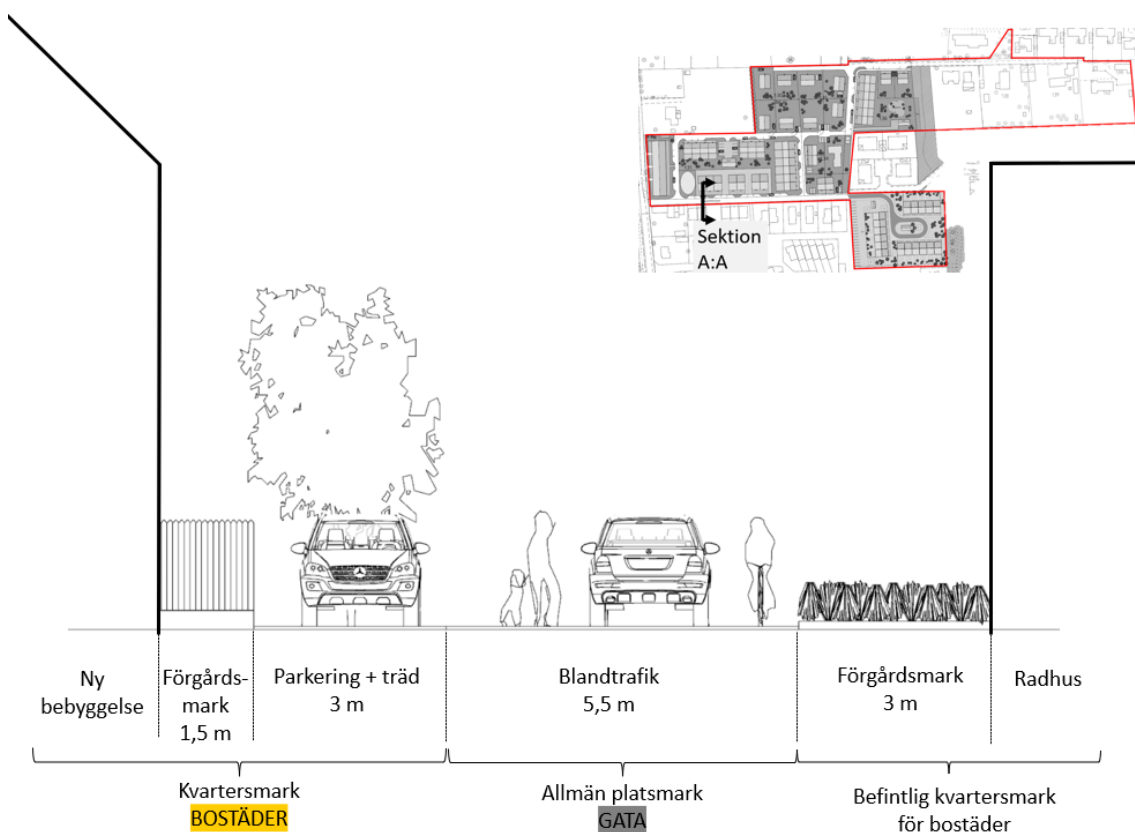 Sektion
A:A
Ny
bebyggelse
Förgårds-
mark
1,5 m
Parkering + träd
3 m
Blandtrafik
5,5 m
Förgårdsmark
3 m
Radhus
Kvartersmark
BOSTÄDER
Allmän platsmark
GATA
Befintlig kvartersmark
för bostäder